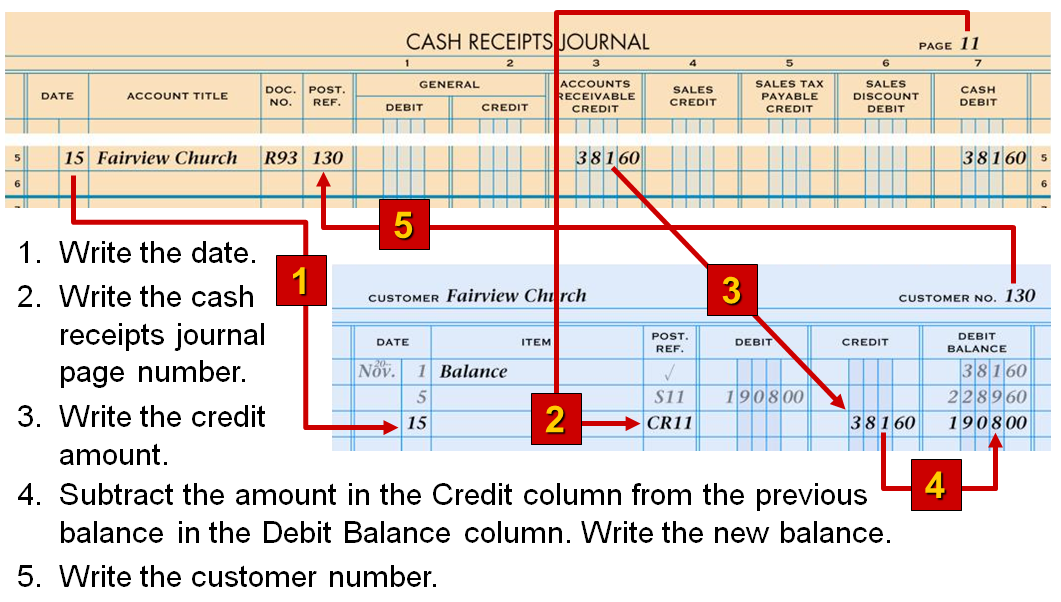 CASH RECEIPTS JOURNAL PAGE 11
1 2 3 4 5 6 7
DATE ACCOUNT TITLE DOC. NO. POST. REF. GENERAL DEBIT CREDIT ACCOUNTS RECEIVABLE CREDIT SALES CREDIT SALES TAX PAYABLE CREDIT SALES DISCOUNT DEBIT CASH DEBIT
5 15 Fairview Church R93 130 381 60 381 60 5
6 6
5
1. Write the date.
2. Write the cash
receipts journal
page number.
3. Write the credit
amount.
4. Subtract the amount in the Credit column from the previous
balance in the Debit Balance column. Write the new balance.
5. Write the customer number.
1
3
CUSTOMER Fairview Church CUSTOMER NO. 130
DATE ITEM POST. REF. DEBIT CREDIT DEBIT BALANCE
20--
Nov. 1 Balance ✓ 381 60
5 S11 1908 00 2289 60
15 CR11 381 60 1908 00
2
4